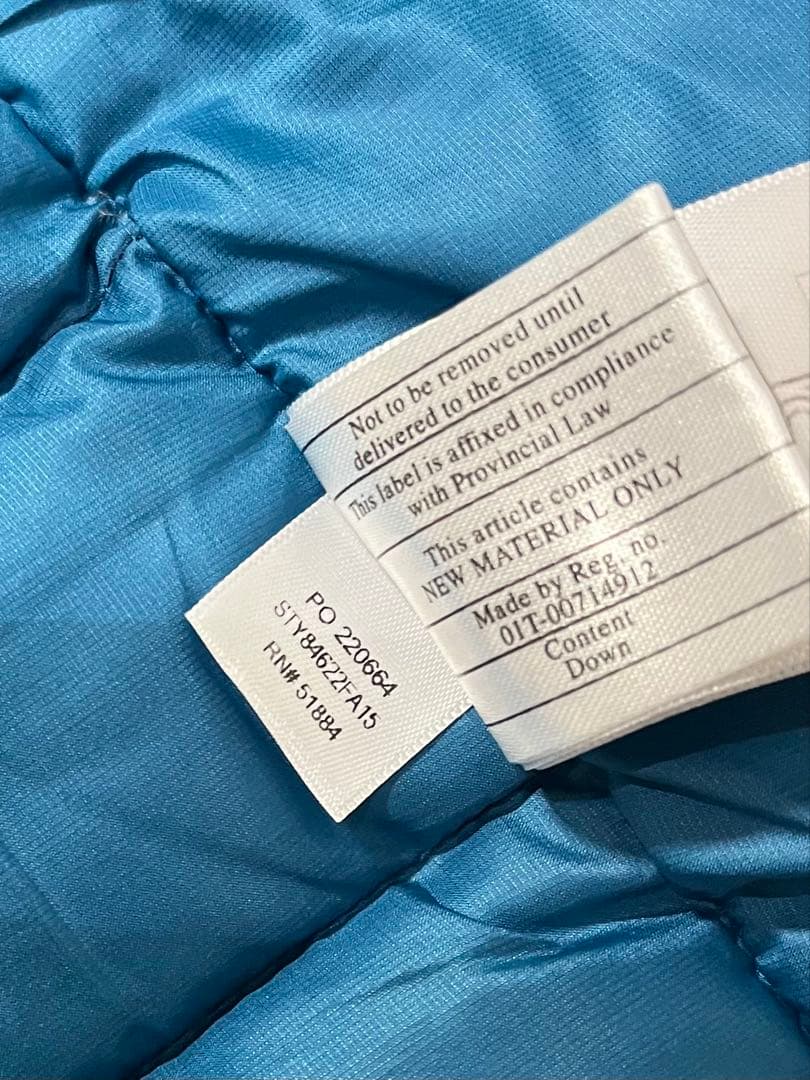 Not to be removed until
delivered to the consumer
This label is affixed in compliance
with Provincial Law
This article contains
NEW MATERIAL ONLY
Made by Reg. no.
01T-00714912
Content
Down
PO 220664
STY84622FA15
RN# 51884